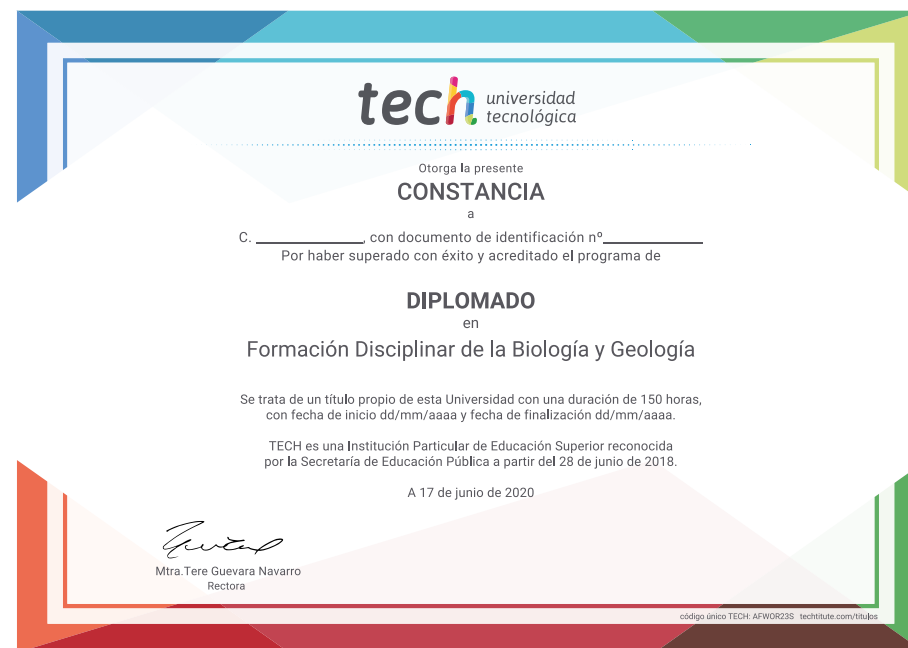 tech universidad
tecnológica
Otorga la presente
CONSTANCIA
a
C. ______________, con documento de identificación nº_____________
Por haber superado con éxito y acreditado el programa de
DIPLOMADO
en
Formación Disciplinar de la Biología y Geología
Se trata de un título propio de esta Universidad con una duración de 150 horas,
con fecha de inicio dd/mm/aaaa y fecha de finalización dd/mm/aaaa.
TECH es una Institución Particular de Educación Superior reconocida
por la Secretaría de Educación Pública a partir del 28 de junio de 2018.
A 17 de junio de 2020
Mtra.Tere Guevara Navarro
Rectora
código único TECH: AFWOR23S techtitute.com/titulos